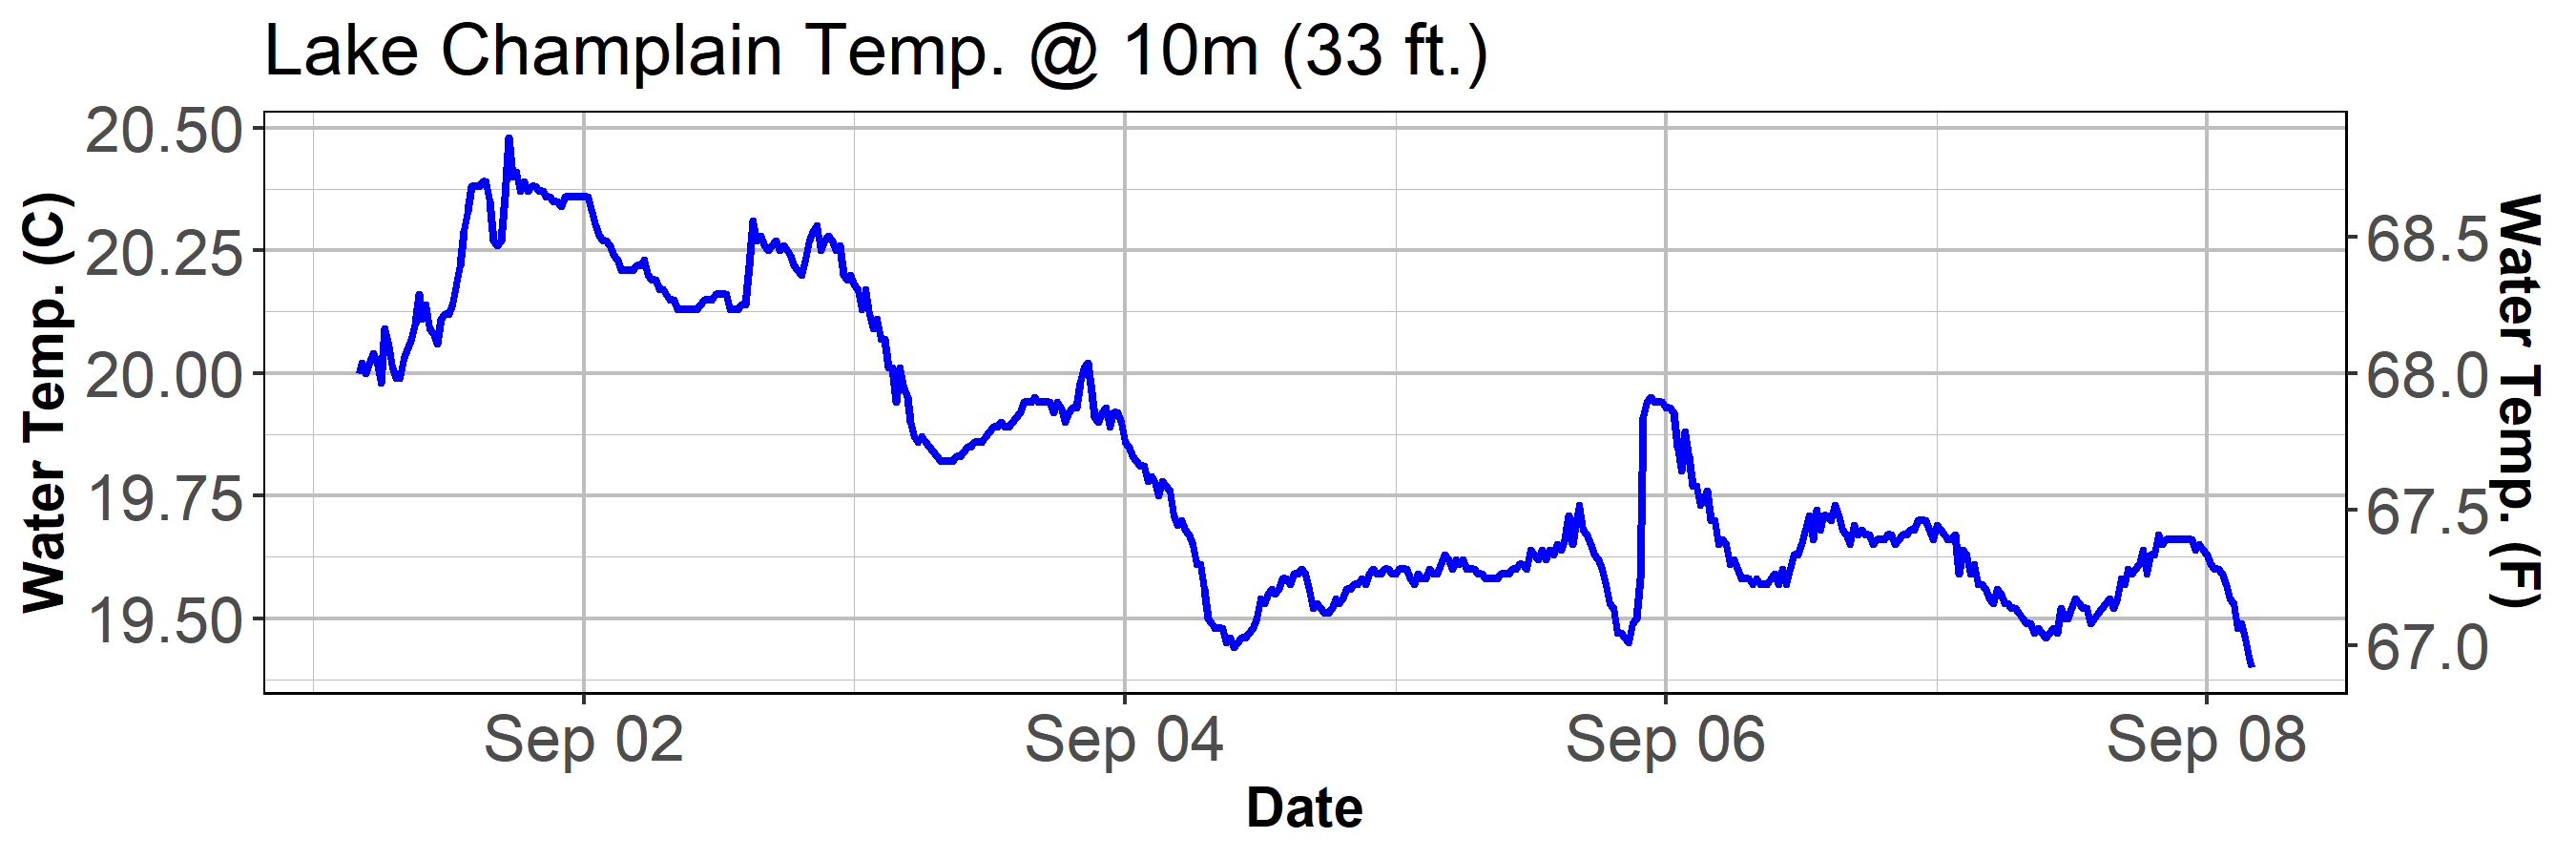 Lake Champlain Temp. @ 10m (33 ft.)
Water Temp. (C)
20.50
20.25
20.00
19.75
19.50
68.5
68.0
67.5
67.0
Water Temp. (F)
Sep 02 Sep 04 Sep 06 Sep 08
Date